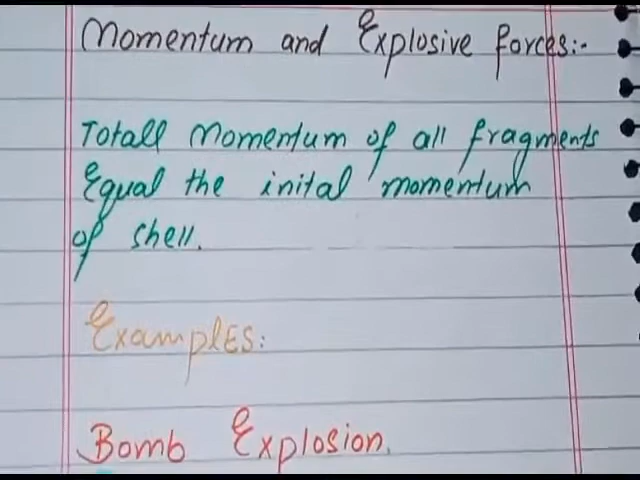 Momentum and Explosive forces:-
Totall momentum of all fragments
Equal the inital momentum
of shell.
Examples:
Bomb Explosion.